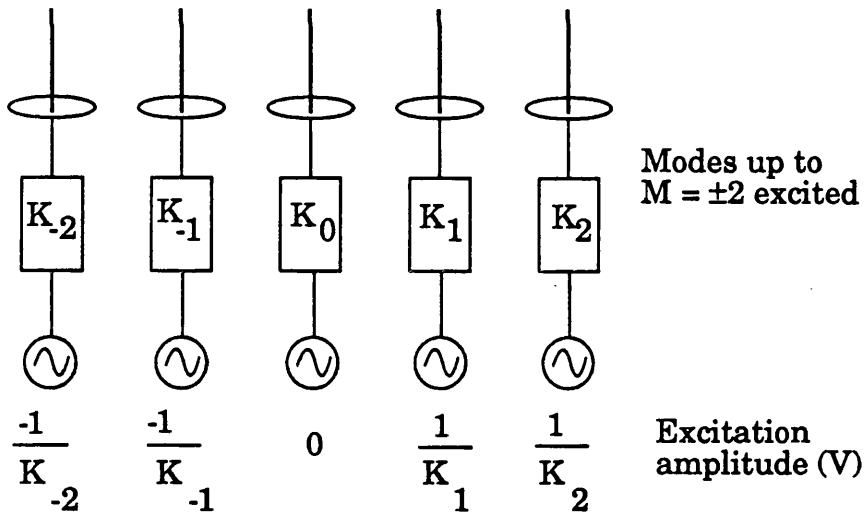 K-2 K-1 K0 K1 K2
Modes up to
M = ±2 excited
-1 -1 0 1 1
K-2 K-1 K1 K2
Excitation
amplitude (V)